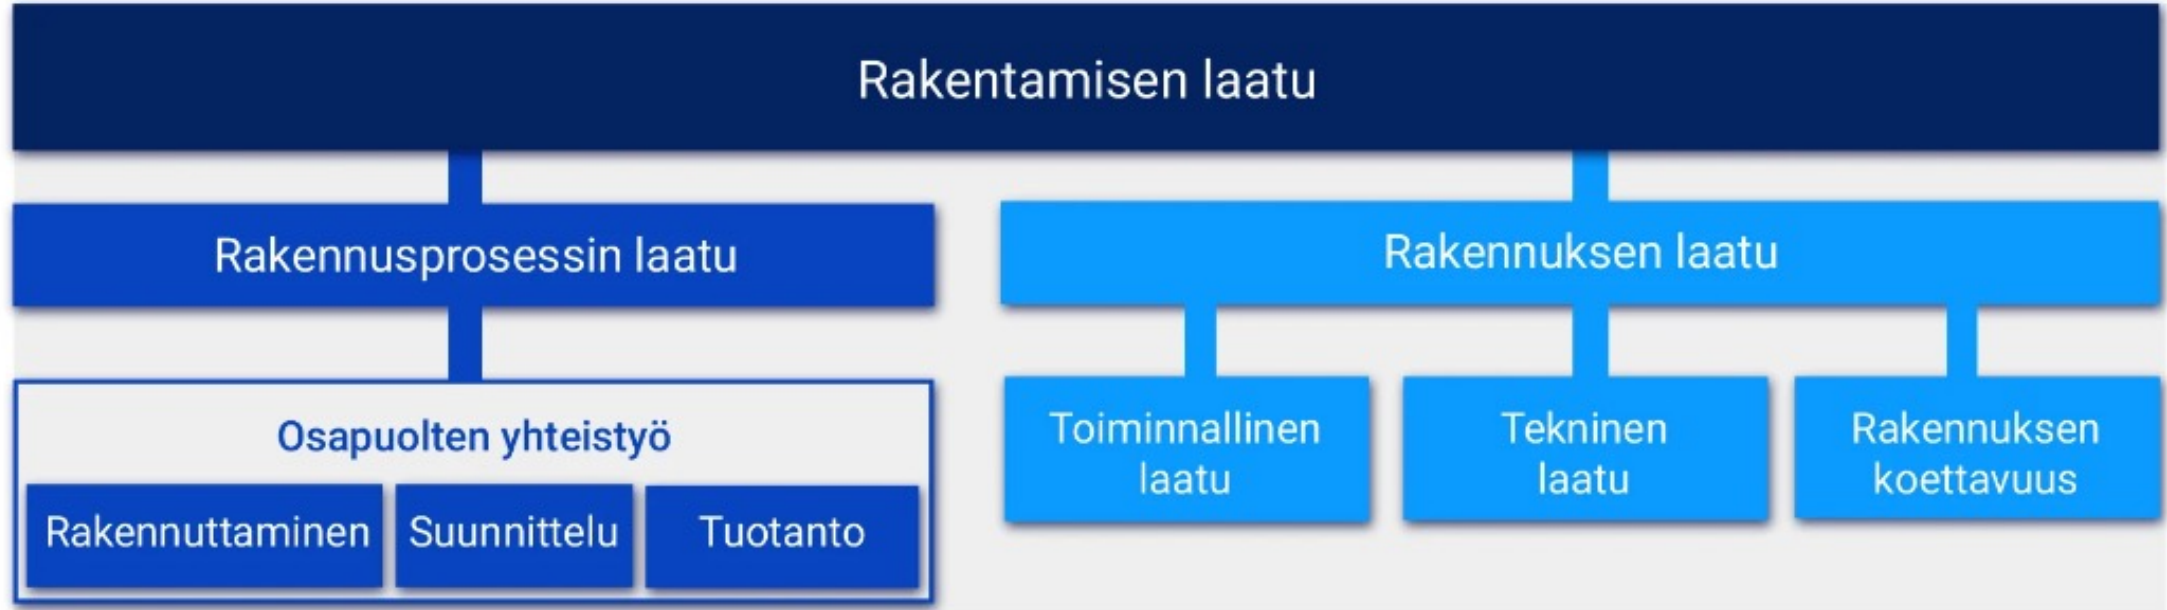 Rakentamisen laatu
Rakennusprosessin laatu
Rakennuksen laatu
Osapuolten yhteistyö
Rakennuttaminen
Suunnittelu
Tuotanto
Toiminnallinen
laatu
Tekninen
laatu
Rakennuksen
koettavuus